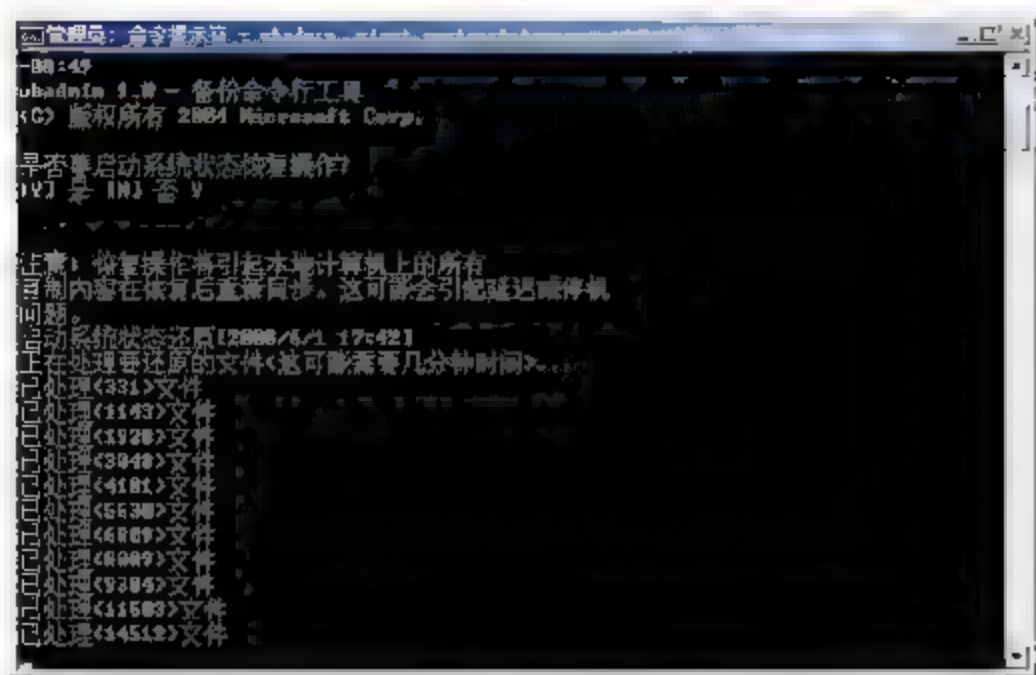 管理员: 命令提示符 -
-08:49
wbadmin 1.0 - 备份命令行工具
(C) 版权所有 2004 Microsoft Corp.
是否要启动系统状态恢复操作?
[Y] 是 [N] 否 Y
恢复操作将引起本地计算机上的所有
复制内容在恢复后重新同步。这可能会引起延迟或停机
问题。
启动系统状态还原[2008/6/1 17:42]
正在处理要还原的文件(这可能需要几分钟时间)...
已处理(331)文件
已处理(1143)文件
已处理(1920)文件
已处理(3040)文件
已处理(4101)文件
已处理(5630)文件
已处理(6809)文件
已处理(8009)文件
已处理(9304)文件
已处理(11503)文件
已处理(14512)文件